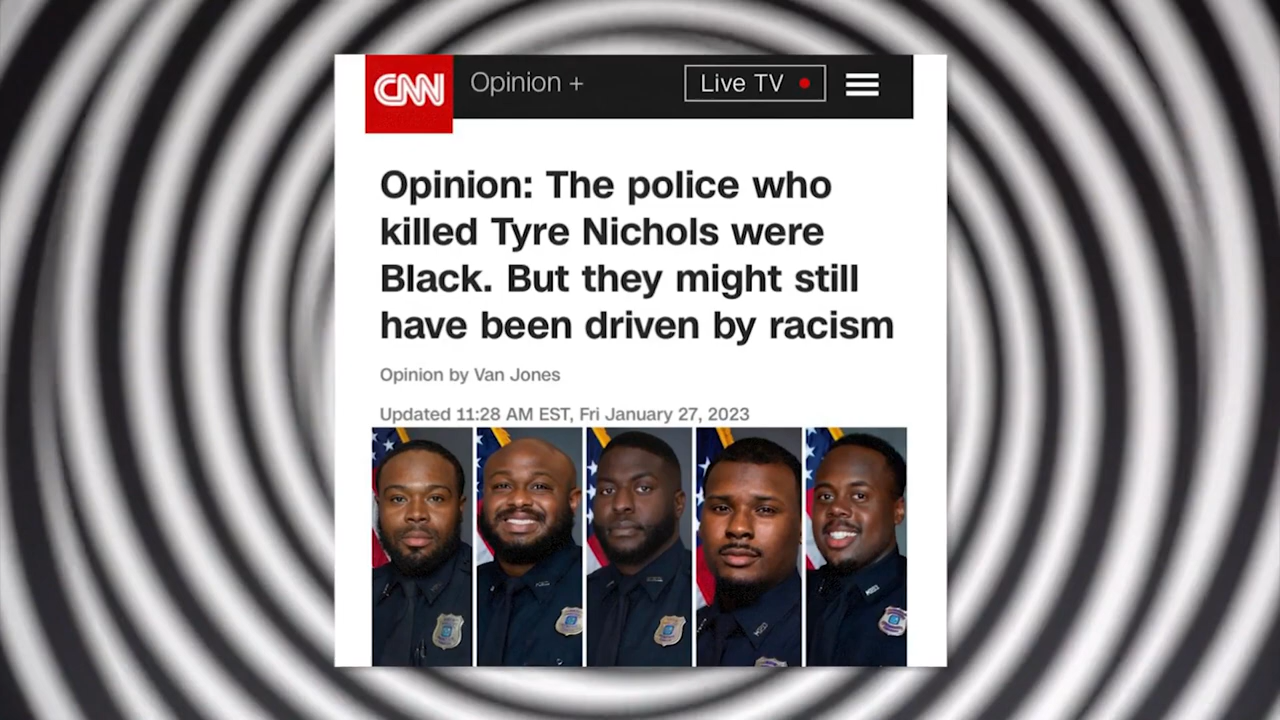 CNN Opinion + Live TV
Opinion: The police who
killed Tyre Nichols were
Black. But they might still
have been driven by racism
Opinion by Van Jones
Updated 11:28 AM EST, Fri January 27, 2023